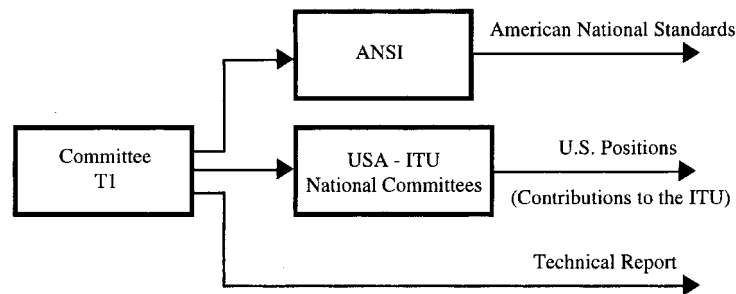 American National Standards
ANSI
Committee
T1
USA - ITU
National Committees
U.S. Positions
(Contributions to the ITU)
Technical Report